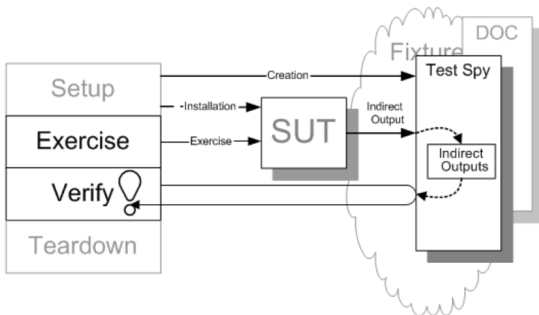 DOC
Fixture
Test Spy
Setup
Creation
Installation
Indirect
Output
Exercise
Exercise
SUT
Indirect
Outputs
Verify
Teardown